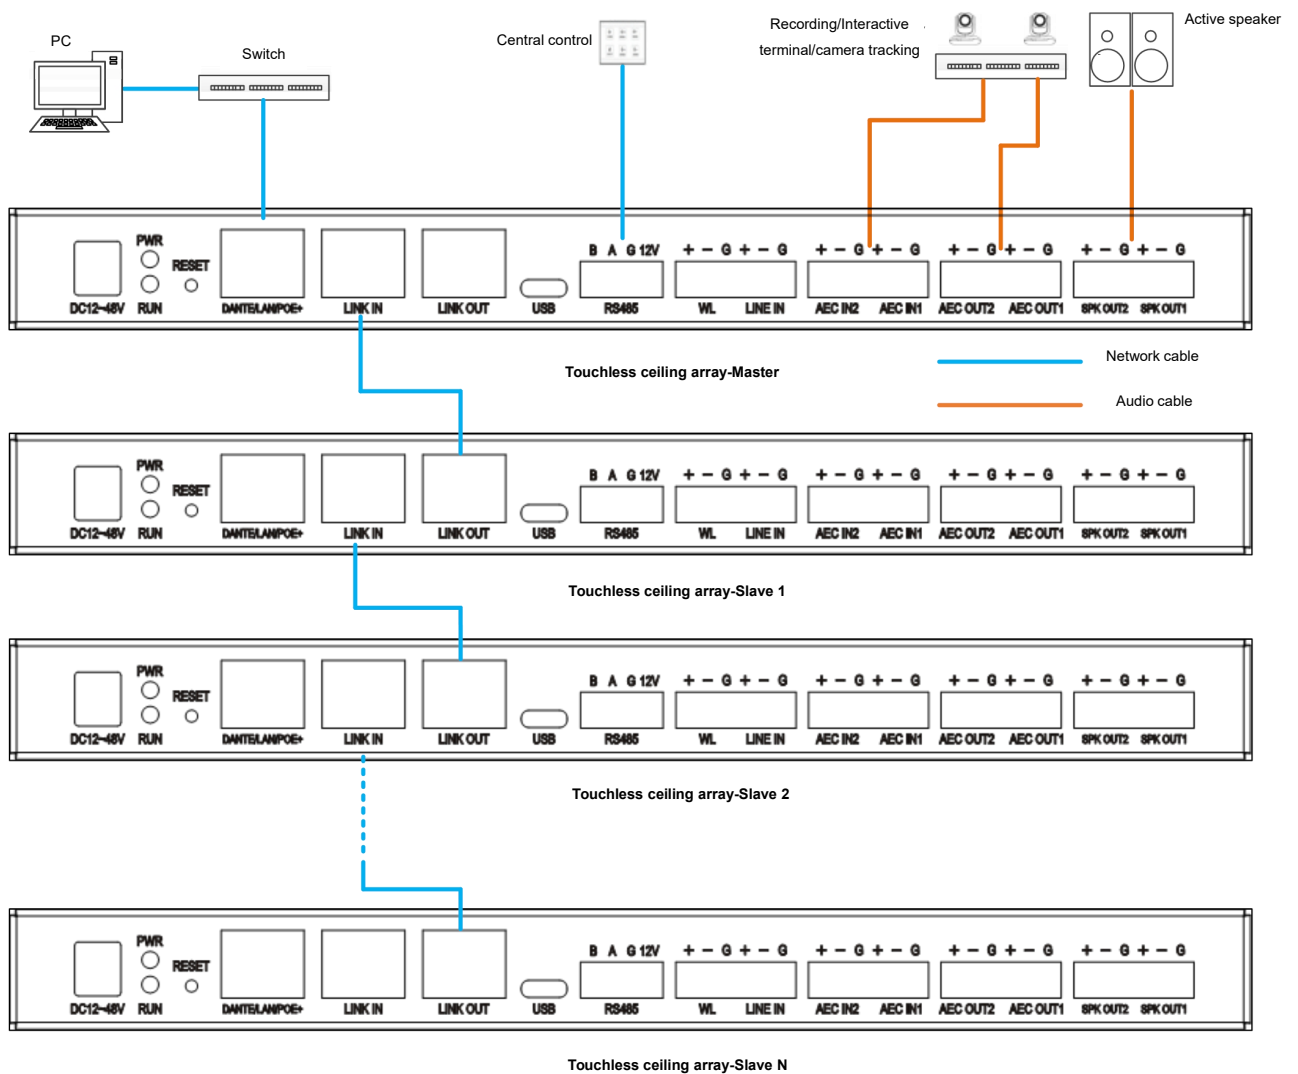 PC
Switch
Central control
Recording/Interactive
terminal/camera tracking
Active speaker
PWR
RESET
DC12~48V RUN DANTE/LAN/POE+ LINK IN LINK OUT USB
B A G 12V + − G + − G + − G + − G + − G + − G + − G + − G
RS485 WL LINE IN AEC IN2 AEC IN1 AEC OUT2 AEC OUT1 SPK OUT2 SPK OUT1
Touchless ceiling array-Master
Network cable
Audio cable
PWR
RESET
DC12~48V RUN DANTE/LAN/POE+ LINK IN LINK OUT USB
B A G 12V + − G + − G + − G + − G + − G + − G + − G + − G
RS485 WL LINE IN AEC IN2 AEC IN1 AEC OUT2 AEC OUT1 SPK OUT2 SPK OUT1
Touchless ceiling array-Slave 1
PWR
RESET
DC12~48V RUN DANTE/LAN/POE+ LINK IN LINK OUT USB
B A G 12V + − G + − G + − G + − G + − G + − G + − G + − G
RS485 WL LINE IN AEC IN2 AEC IN1 AEC OUT2 AEC OUT1 SPK OUT2 SPK OUT1
Touchless ceiling array-Slave 2
PWR
RESET
DC12~48V RUN DANTE/LAN/POE+ LINK IN LINK OUT USB
B A G 12V + − G + − G + − G + − G + − G + − G + − G + − G
RS485 WL LINE IN AEC IN2 AEC IN1 AEC OUT2 AEC OUT1 SPK OUT2 SPK OUT1
Touchless ceiling array-Slave N